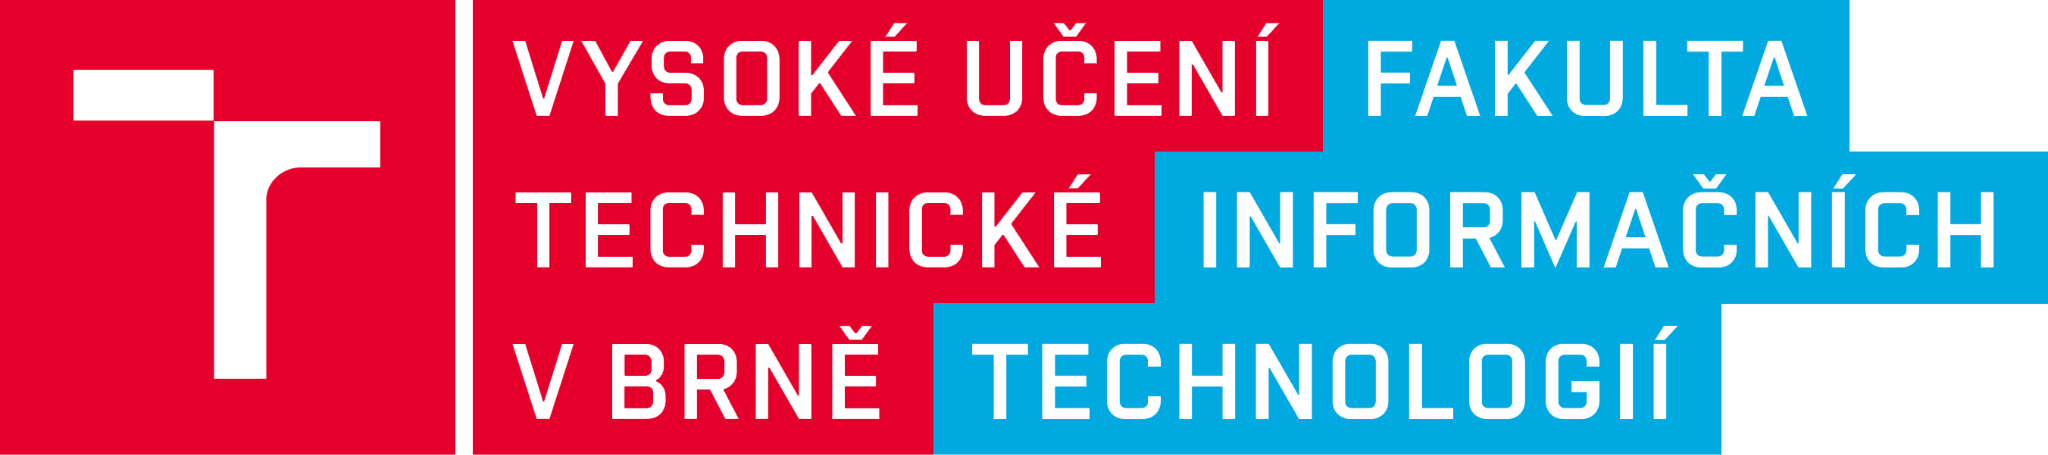 VYSOKÉ UČENÍ FAKULTA
TECHNICKÉ INFORMAČNÍCH
V BRNĚ TECHNOLOGIÍ